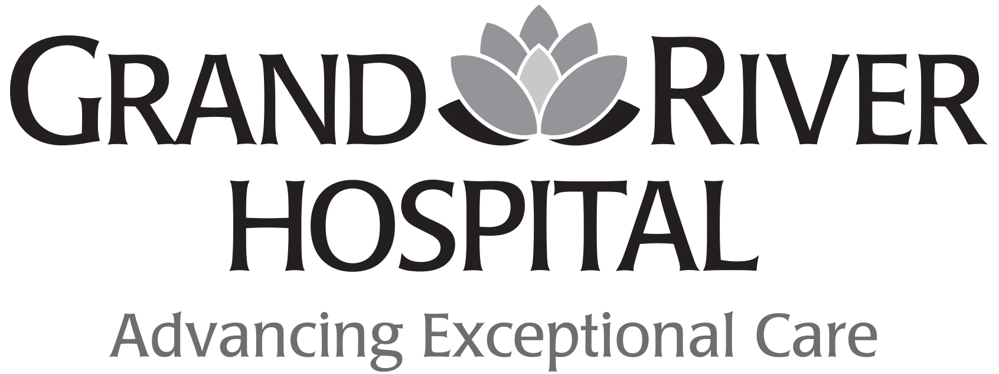 GRAND RIVER
HOSPITAL
Advancing Exceptional Care